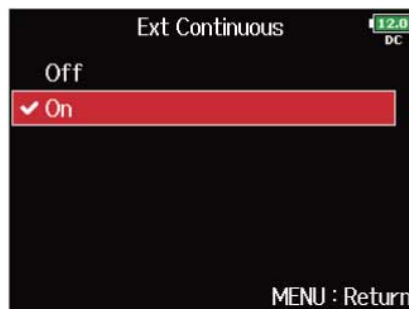 Ext Continuous
12.0
DC
Off
On
MENU : Return